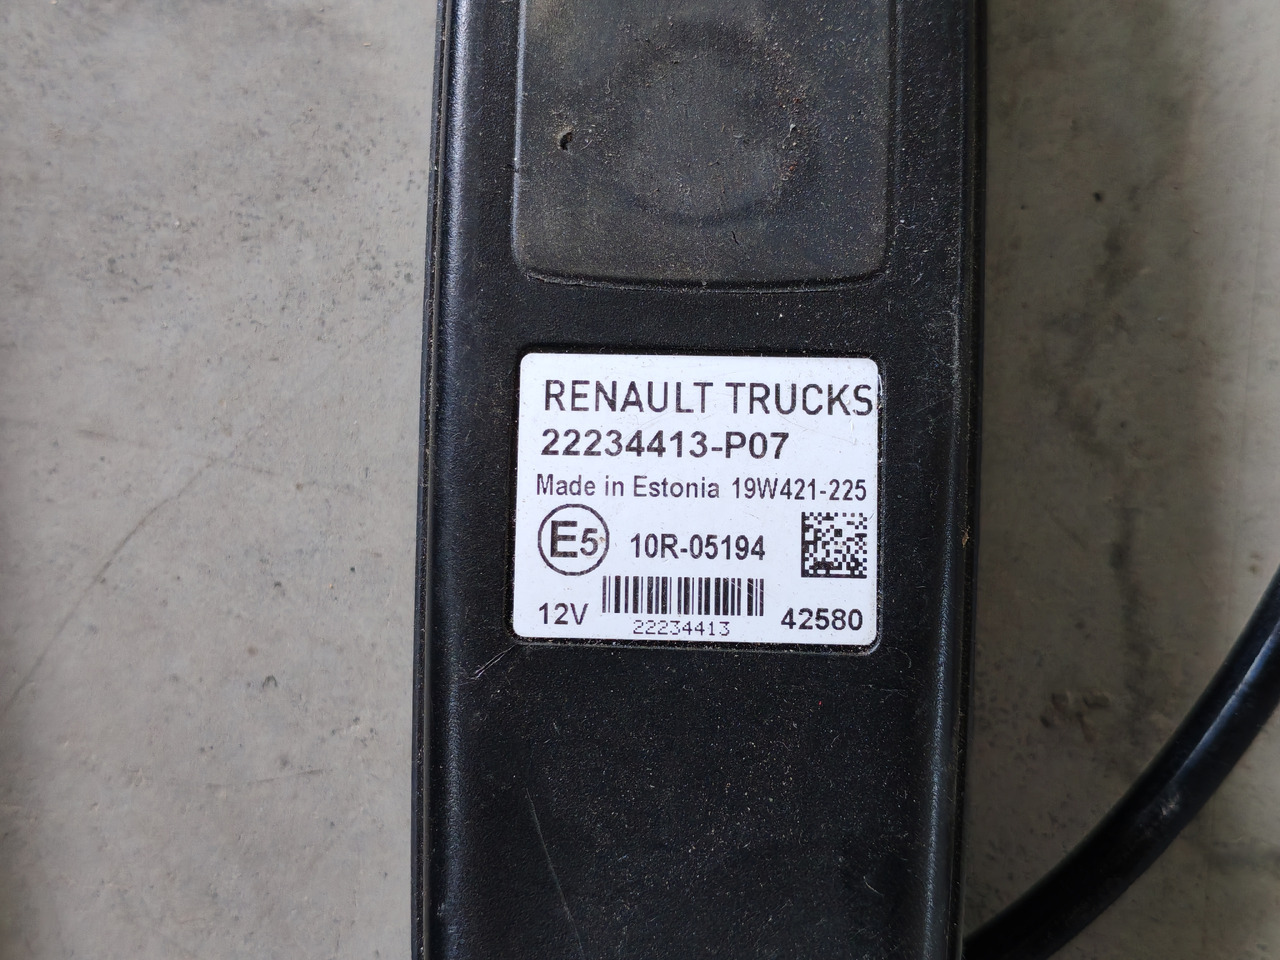 RENAULT TRUCKS
22234413-P07
Made in Estonia 19W421-225
E5 10R-05194
12V 22234413 42580